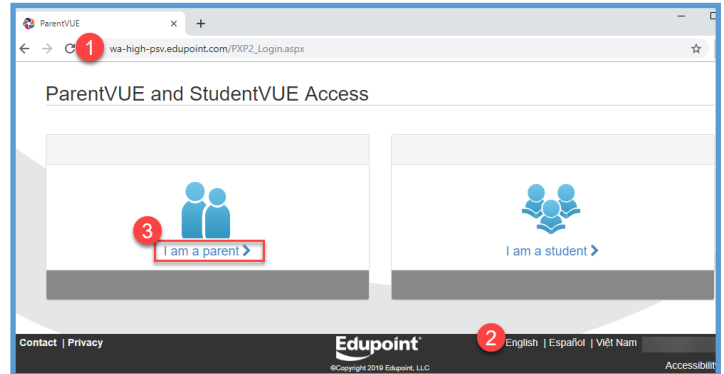 ParentVUE
1
wa-high-psv.edupoint.com/PXP2_Login.aspx
ParentVUE and StudentVUE Access
3
I am a parent
I am a student
Contact | Privacy
Edupoint
2
English | Español | Việt Nam
©Copyright 2019 Edupoint, LLC
Accessibility